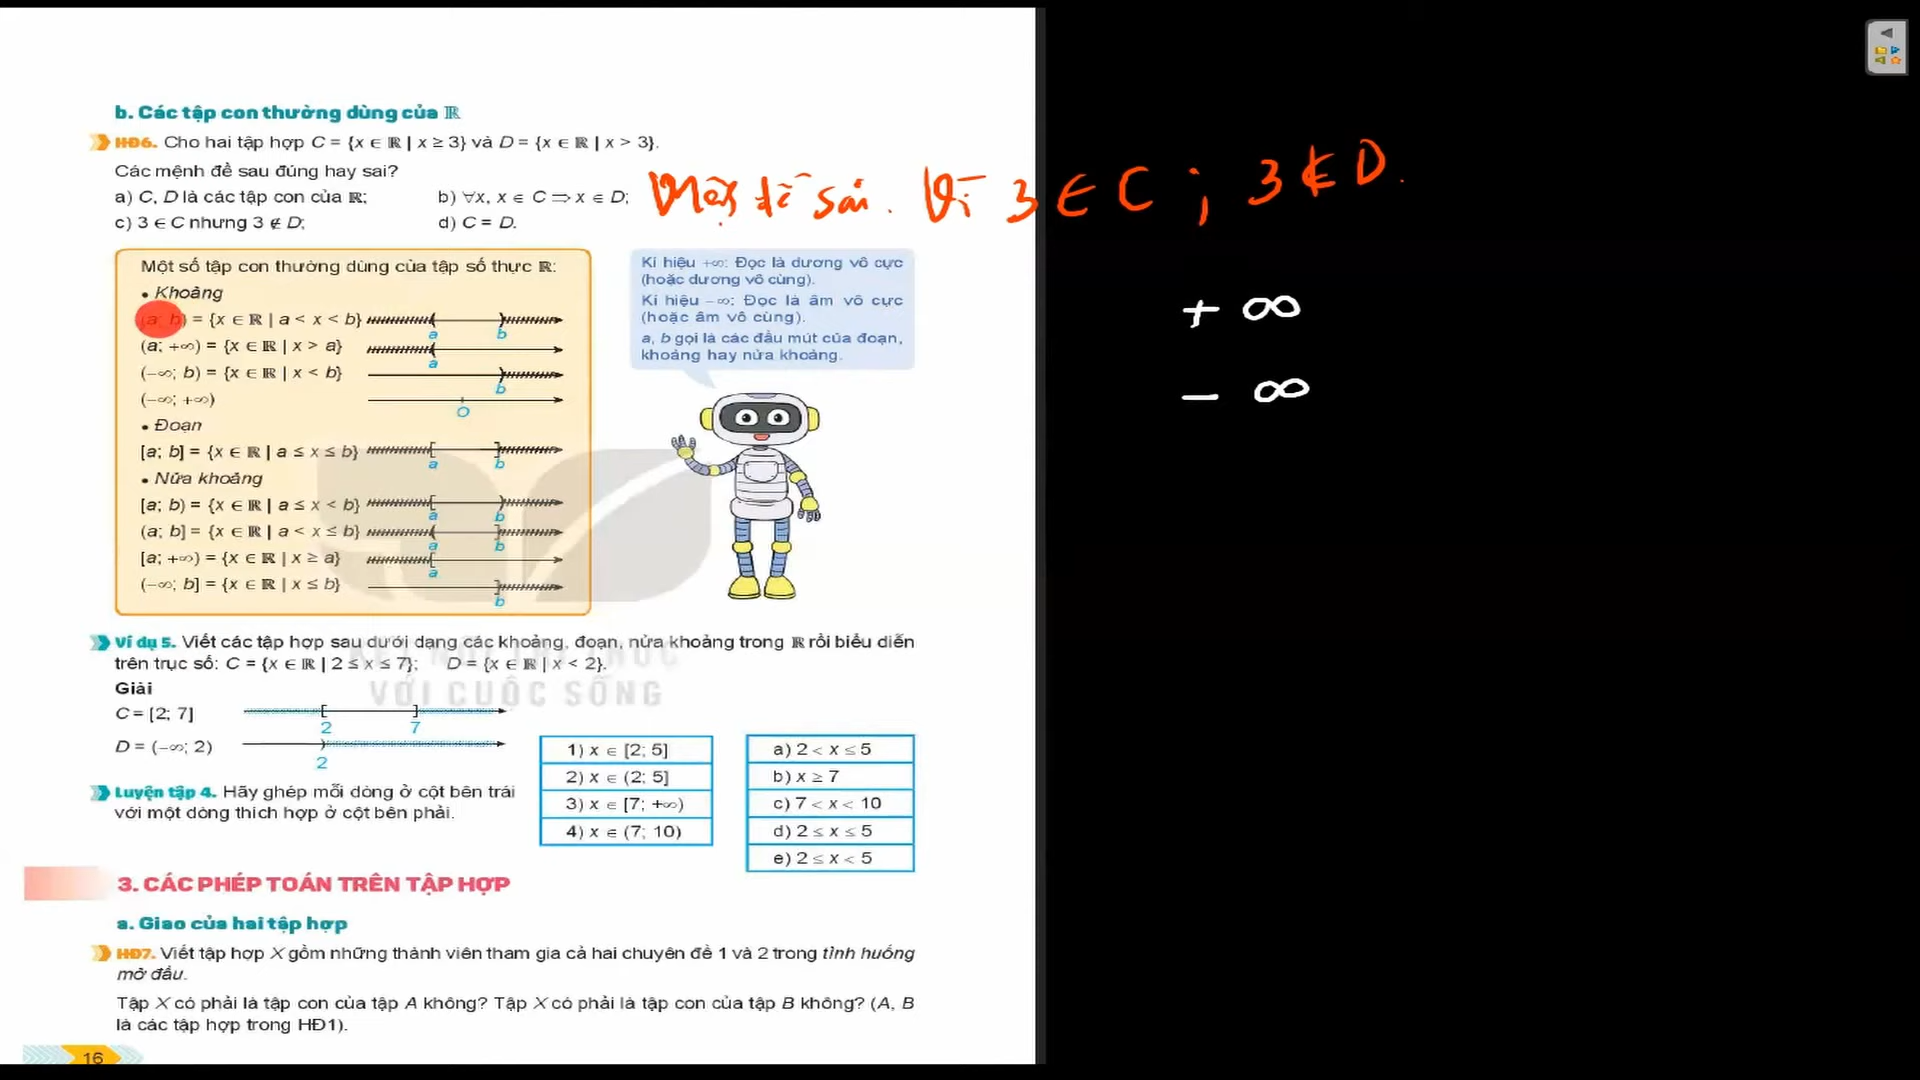 b. Các tập con thường dùng của ℝ
HĐ6. Cho hai tập hợp C = {x ∈ ℝ | x ≥ 3} và D = {x ∈ ℝ | x > 3}.
Các mệnh đề sau đúng hay sai?
a) C, D là các tập con của ℝ;
b) ∀x, x ∈ C ⇒ x ∈ D;
Mệnh đề sai. Vì 3 ∈ C ; 3 ∉ D.
c) 3 ∈ C nhưng 3 ∉ D;
d) C = D.
Một số tập con thường dùng của tập số thực ℝ:
• Khoảng
(a; b) = {x ∈ ℝ | a < x < b}
a b
(a; +∞) = {x ∈ ℝ | x > a}
a
(−∞; b) = {x ∈ ℝ | x < b}
b
(−∞; +∞)
O
• Đoạn
[a; b] = {x ∈ ℝ | a ≤ x ≤ b}
a b
• Nửa khoảng
[a; b) = {x ∈ ℝ | a ≤ x < b}
a b
(a; b] = {x ∈ ℝ | a < x ≤ b}
a b
[a; +∞) = {x ∈ ℝ | x ≥ a}
a
(−∞; b] = {x ∈ ℝ | x ≤ b}
b
Kí hiệu +∞: Đọc là dương vô cực
(hoặc dương vô cùng).
Kí hiệu −∞: Đọc là âm vô cực
(hoặc âm vô cùng).
a, b gọi là các đầu mút của đoạn,
khoảng hay nửa khoảng.
+ ∞
− ∞
Ví dụ 5. Viết các tập hợp sau dưới dạng các khoảng, đoạn, nửa khoảng trong ℝ rồi biểu diễn
trên trục số: C = {x ∈ ℝ | 2 ≤ x ≤ 7}; D = {x ∈ ℝ | x < 2}.
KẾT NỐI TRI THỨC
VỚI CUỘC SỐNG
Giải
C = [2; 7]
2 7
D = (−∞; 2)
2
Luyện tập 4. Hãy ghép mỗi dòng ở cột bên trái
với một dòng thích hợp ở cột bên phải.
1) x ∈ [2; 5]
2) x ∈ (2; 5]
3) x ∈ [7; +∞)
4) x ∈ (7; 10)
a) 2 < x ≤ 5
b) x ≥ 7
c) 7 < x < 10
d) 2 ≤ x ≤ 5
e) 2 ≤ x < 5
3. CÁC PHÉP TOÁN TRÊN TẬP HỢP
a. Giao của hai tập hợp
HĐ7. Viết tập hợp X gồm những thành viên tham gia cả hai chuyên đề 1 và 2 trong tình huống
mở đầu.
Tập X có phải là tập con của tập A không? Tập X có phải là tập con của tập B không? (A, B
là các tập hợp trong HĐ1).
16